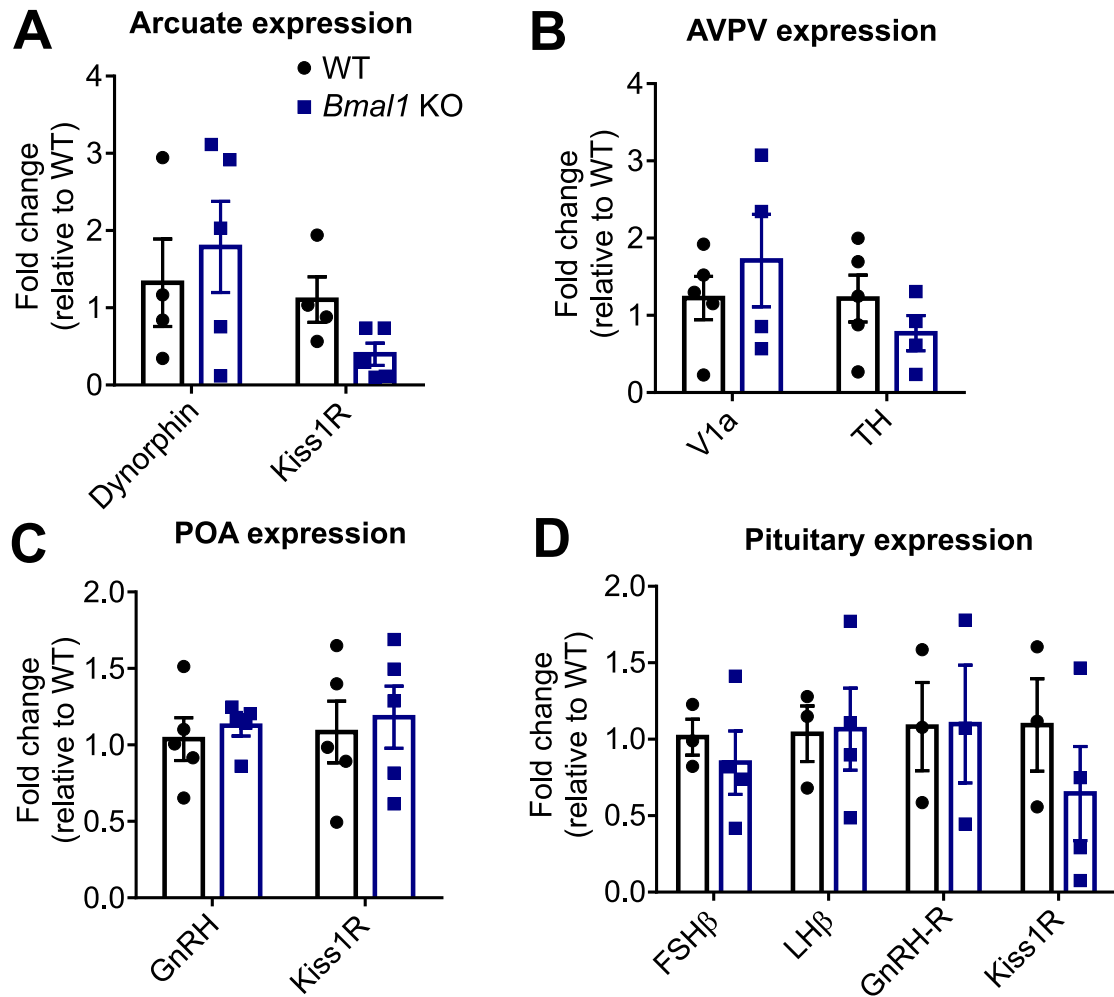 A
Arcuate expression
WT
Bmal1 KO
Fold change
(relative to WT)
4
3
2
1
0
Dynorphin
Kiss1R
B
AVPV expression
Fold change
(relative to WT)
4
3
2
1
0
V1a
TH
C
POA expression
Fold change
(relative to WT)
2.0
1.5
1.0
0.5
0.0
GnRH
Kiss1R
D
Pituitary expression
Fold change
(relative to WT)
2.0
1.5
1.0
0.5
0.0
FSHβ
LHβ
GnRH-R
Kiss1R